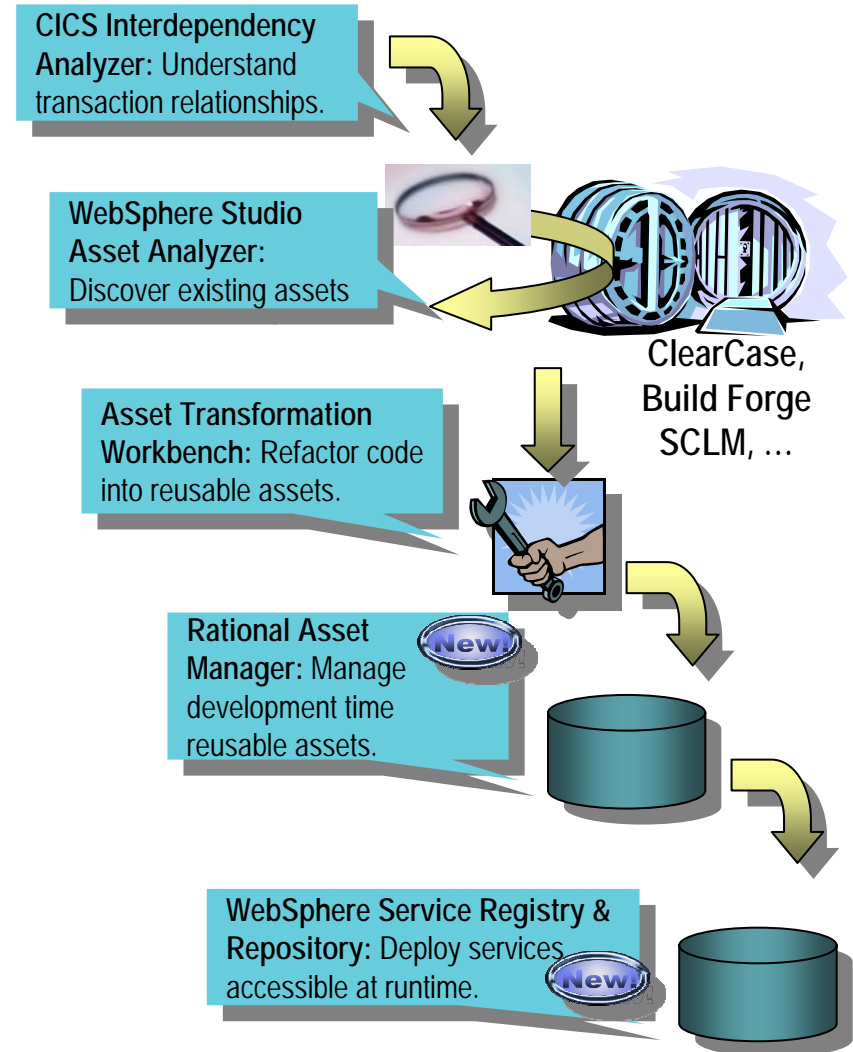 CICS Interdependency
Analyzer: Understand
transaction relationships.
WebSphere Studio
Asset Analyzer:
Discover existing assets
ClearCase,
Build Forge
SCLM, ...
Asset Transformation
Workbench: Refactor code
into reusable assets.
Rational Asset
Manager: Manage
development time
reusable assets.
New!
WebSphere Service Registry &
Repository: Deploy services
accessible at runtime.
New!